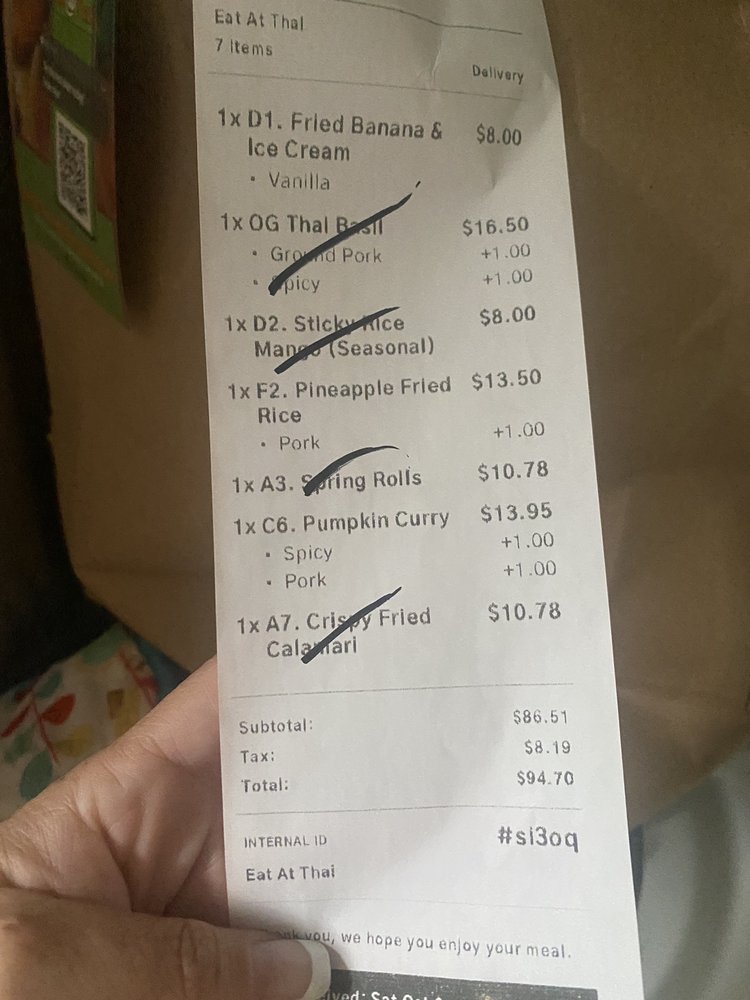 Eat At Thai
7 items
Delivery
1x D1. Fried Banana & $8.00
Ice Cream
• Vanilla
1x OG Thai Basil $16.50
• Ground Pork +1.00
• Spicy +1.00
1x D2. Sticky Rice $8.00
Mango (Seasonal)
1x F2. Pineapple Fried $13.50
Rice
• Pork +1.00
1x A3. Spring Rolls $10.78
1x C6. Pumpkin Curry $13.95
• Spicy +1.00
• Pork +1.00
1x A7. Crispy Fried $10.78
Calamari
Subtotal: $86.51
Tax: $8.19
Total: $94.70
INTERNAL ID #si3oq
Eat At Thai
you, we hope you enjoy your meal.